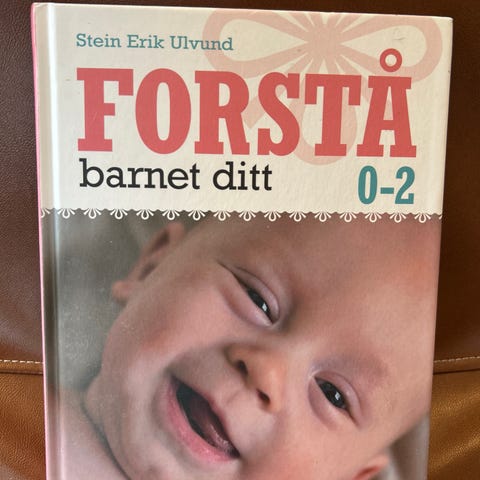 Stein Erik Ulvund
FORSTÅ
barnet ditt
0-2